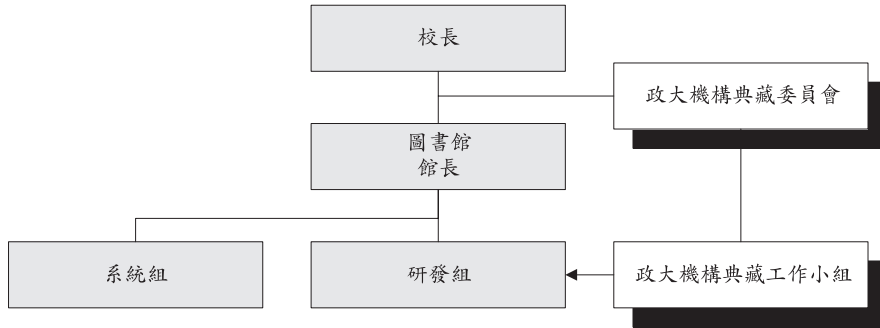 校長
政大機構典藏委員會
圖書館
館長
系統組
研發組
政大機構典藏工作小組